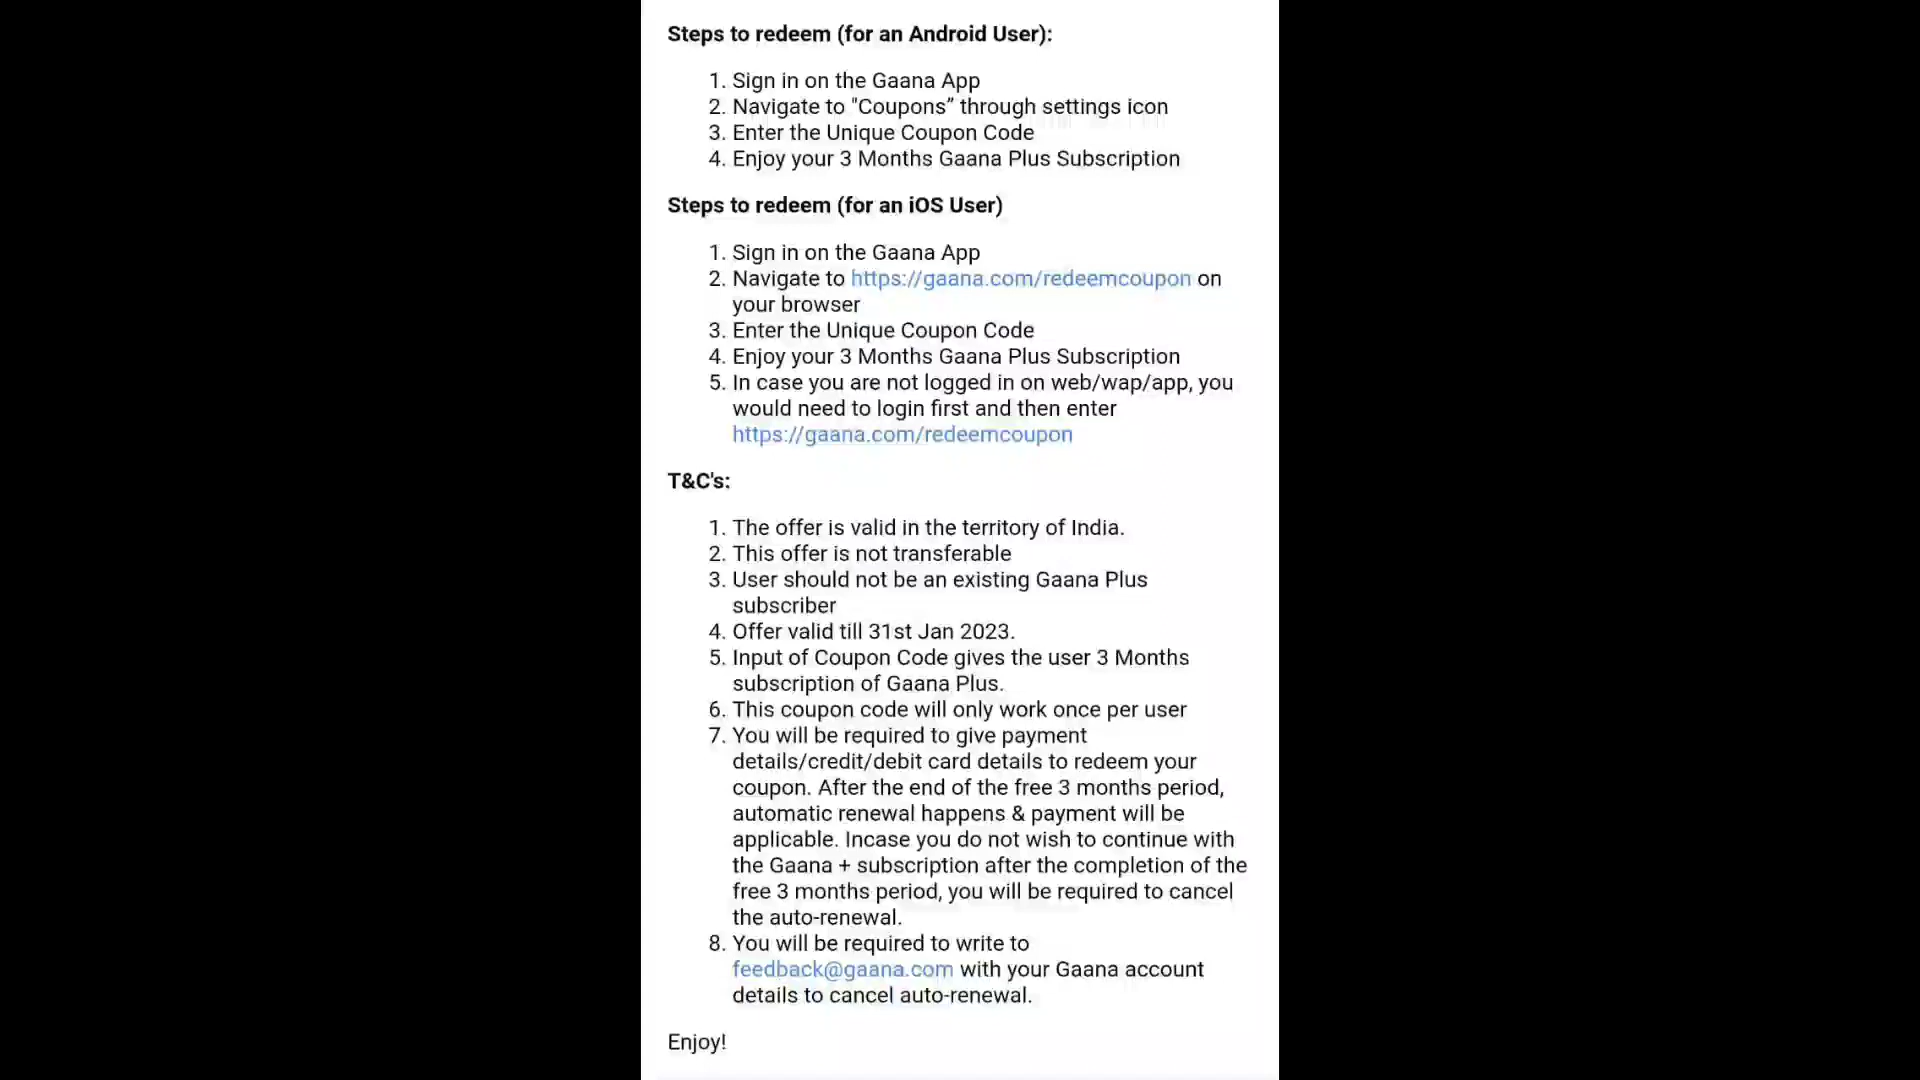 Steps to redeem (for an Android User):
1. Sign in on the Gaana App
2. Navigate to "Coupons” through settings icon
3. Enter the Unique Coupon Code
4. Enjoy your 3 Months Gaana Plus Subscription
Steps to redeem (for an iOS User)
1. Sign in on the Gaana App
2. Navigate to https://gaana.com/redeemcoupon on
your browser
3. Enter the Unique Coupon Code
4. Enjoy your 3 Months Gaana Plus Subscription
5. In case you are not logged in on web/wap/app, you
would need to login first and then enter
https://gaana.com/redeemcoupon
T&C's:
1. The offer is valid in the territory of India.
2. This offer is not transferable
3. User should not be an existing Gaana Plus
subscriber
4. Offer valid till 31st Jan 2023.
5. Input of Coupon Code gives the user 3 Months
subscription of Gaana Plus.
6. This coupon code will only work once per user
7. You will be required to give payment
details/credit/debit card details to redeem your
coupon. After the end of the free 3 months period,
automatic renewal happens & payment will be
applicable. Incase you do not wish to continue with
the Gaana + subscription after the completion of the
free 3 months period, you will be required to cancel
the auto-renewal.
8. You will be required to write to
feedback@gaana.com with your Gaana account
details to cancel auto-renewal.
Enjoy!